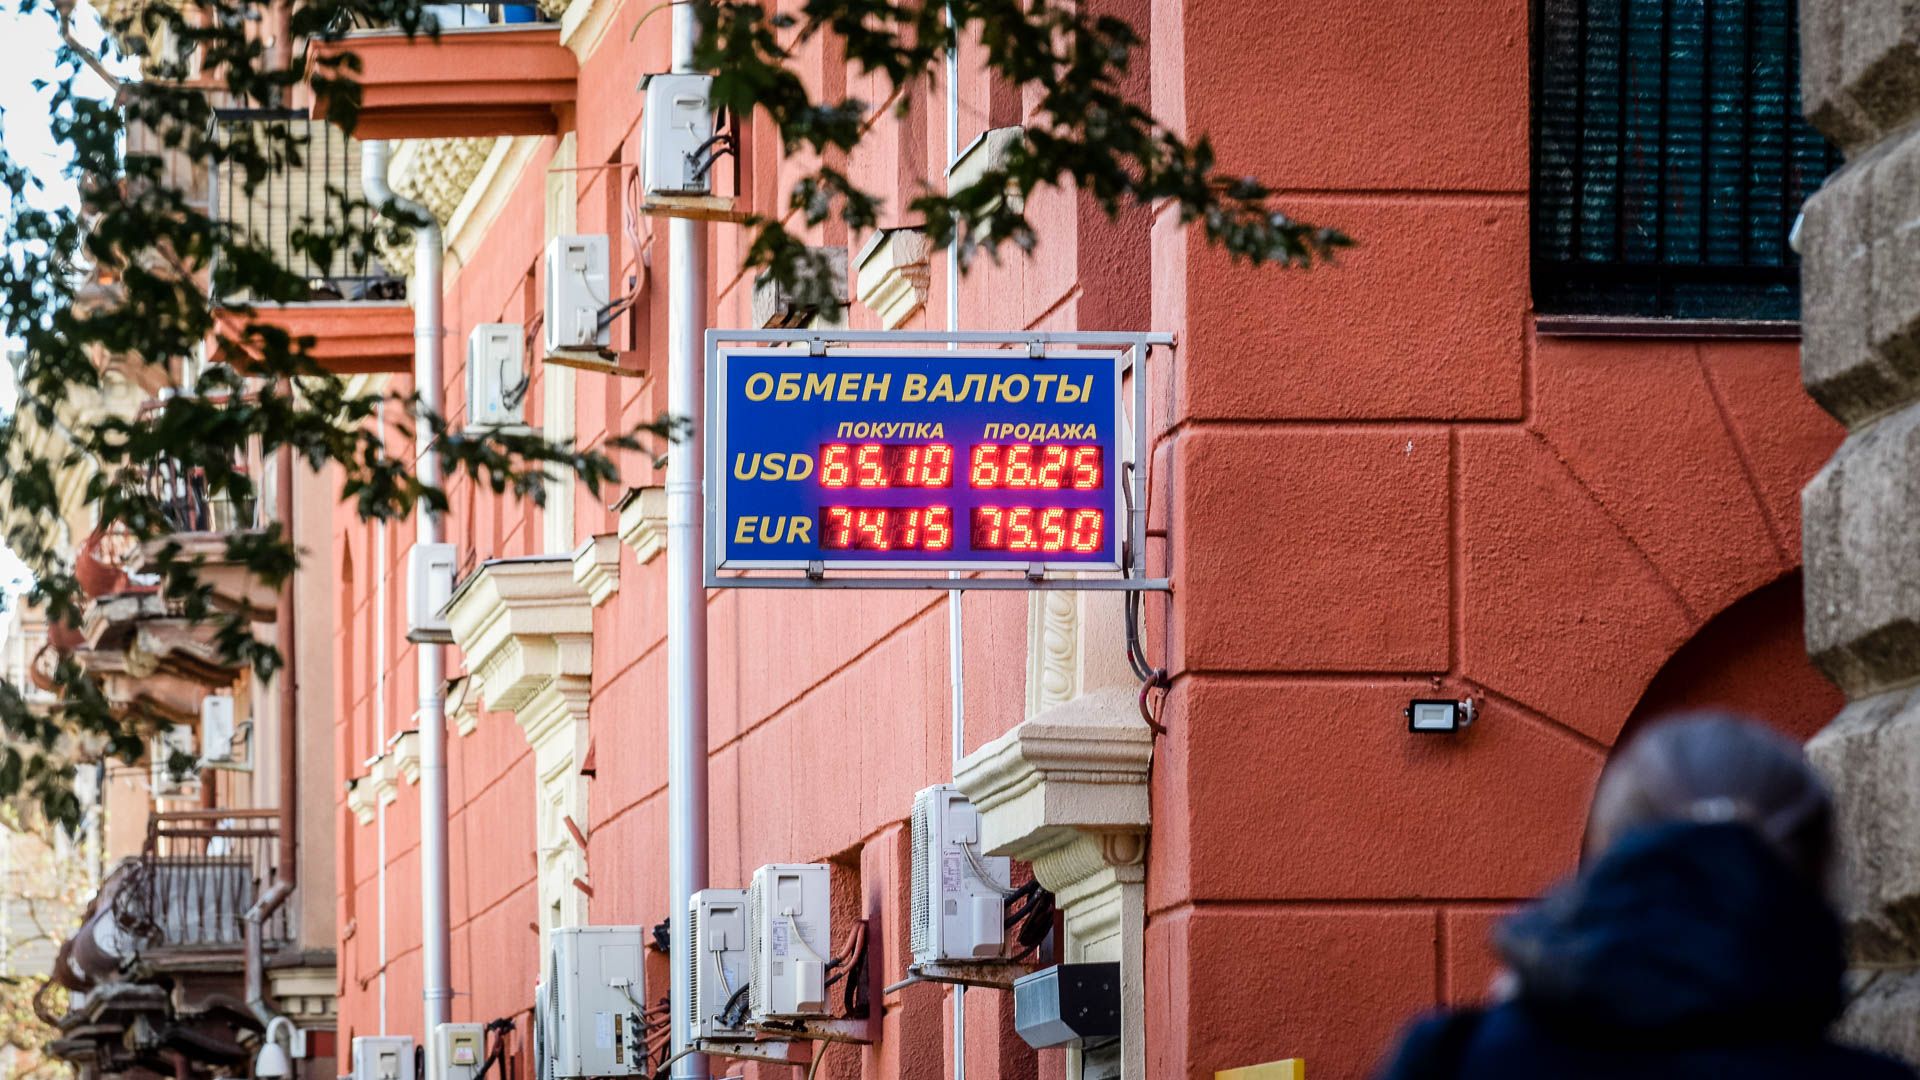 ОБМЕН ВАЛЮТЫ
ПОКУПКА ПРОДАЖА
USD 65.10 66.25
EUR 74.15 75.50